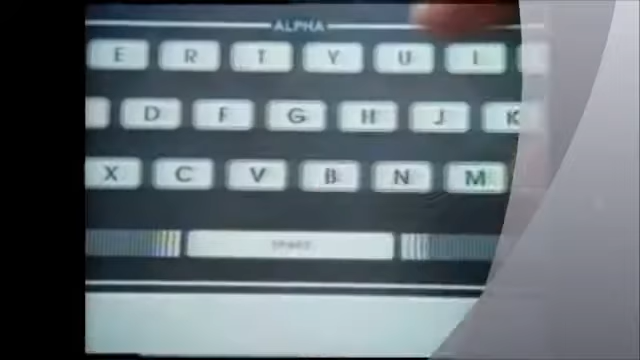 ALPHA
E R T Y U I
D F G H J K
X C V B N M
SPACE